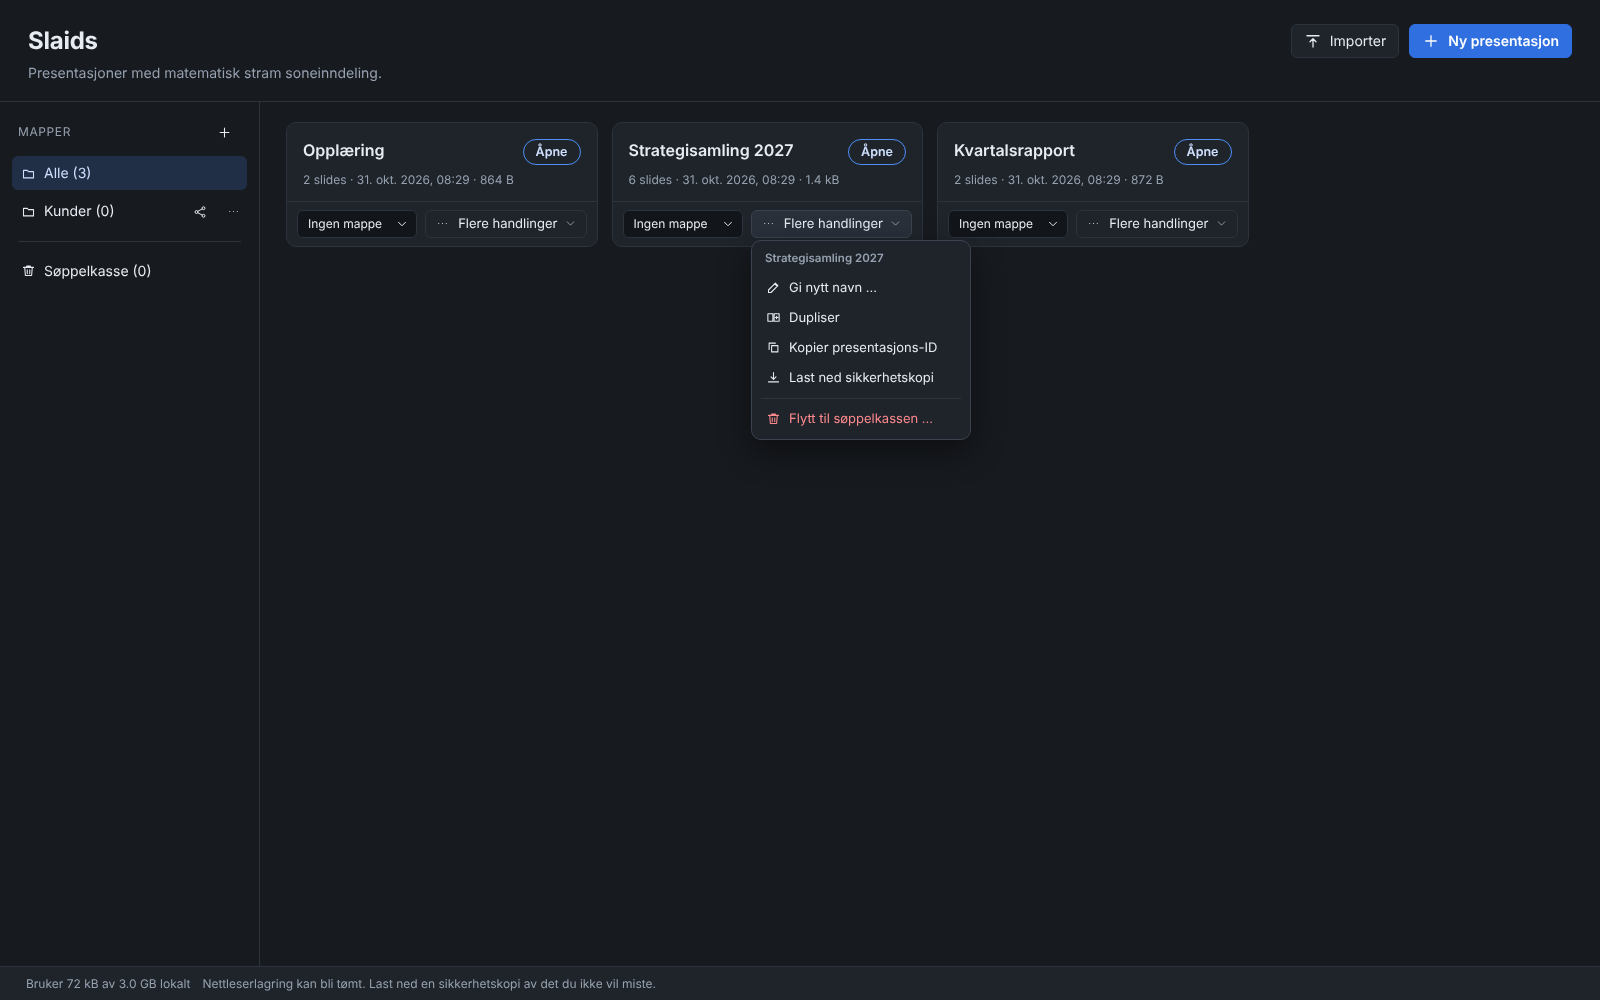 Slaids
Presentasjoner med matematisk stram soneinndeling.
Importer
Ny presentasjon
MAPPER
Alle (3)
Kunder (0)
Søppelkasse (0)
Opplæring
Åpne
2 slides · 31. okt. 2026, 08:29 · 864 B
Ingen mappe
Flere handlinger
Strategisamling 2027
Åpne
6 slides · 31. okt. 2026, 08:29 · 1.4 kB
Ingen mappe
Flere handlinger
Kvartalsrapport
Åpne
2 slides · 31. okt. 2026, 08:29 · 872 B
Ingen mappe
Flere handlinger
Strategisamling 2027
Gi nytt navn ...
Dupliser
Kopier presentasjons-ID
Last ned sikkerhetskopi
Flytt til søppelkassen ...
Bruker 72 kB av 3.0 GB lokalt Nettleserlagring kan bli tømt. Last ned en sikkerhetskopi av det du ikke vil miste.